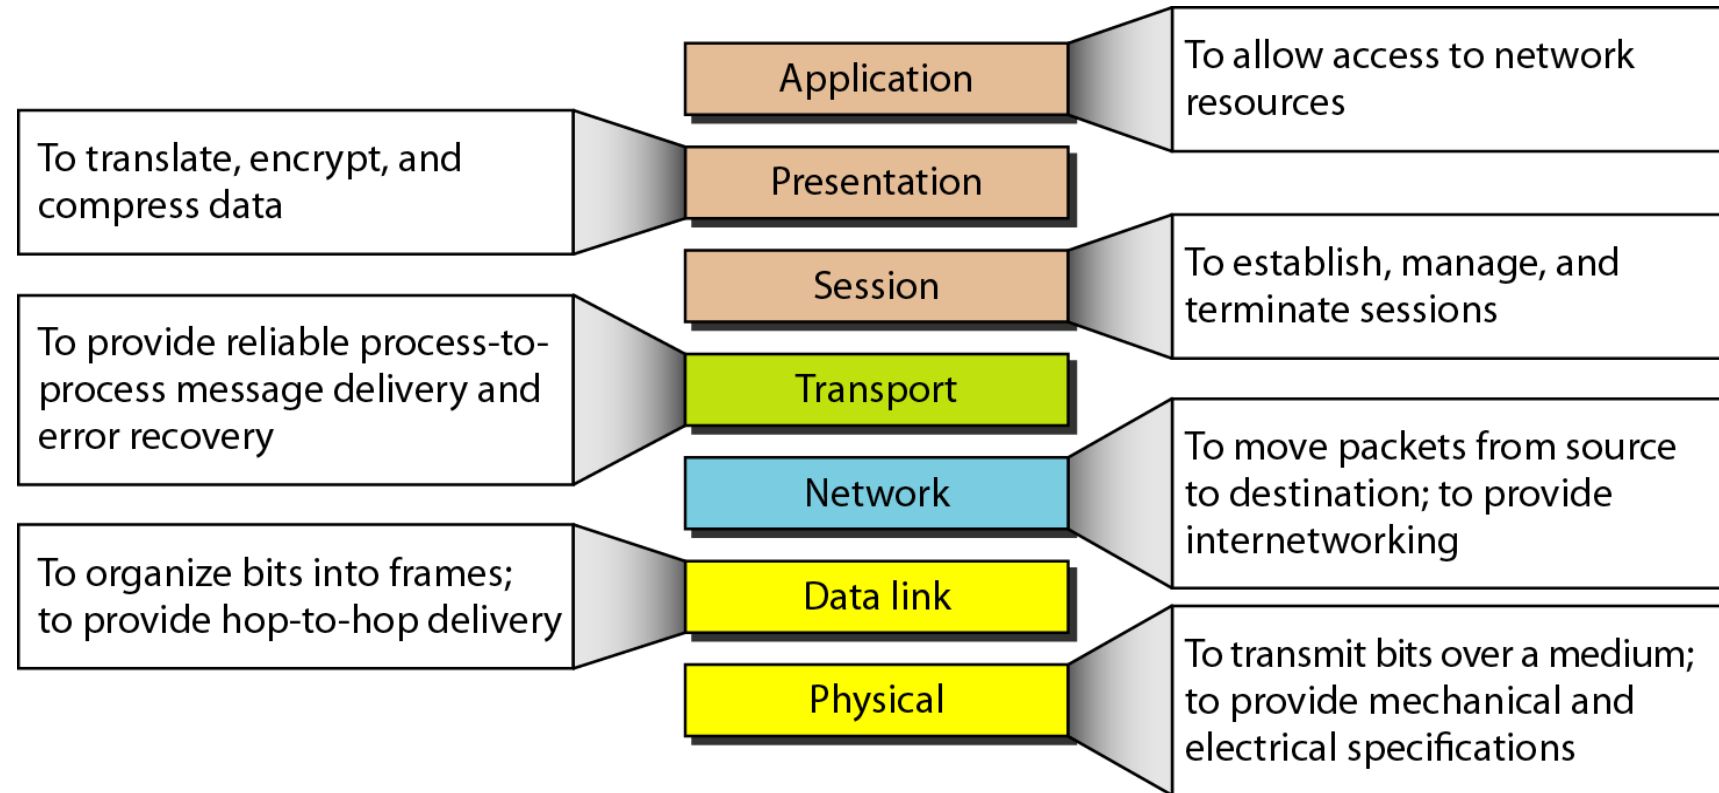 Application
To allow access to network
resources
To translate, encrypt, and
compress data
Presentation
Session
To establish, manage, and
terminate sessions
To provide reliable process-to-
process message delivery and
error recovery
Transport
Network
To move packets from source
to destination; to provide
internetworking
To organize bits into frames;
to provide hop-to-hop delivery
Data link
Physical
To transmit bits over a medium;
to provide mechanical and
electrical specifications